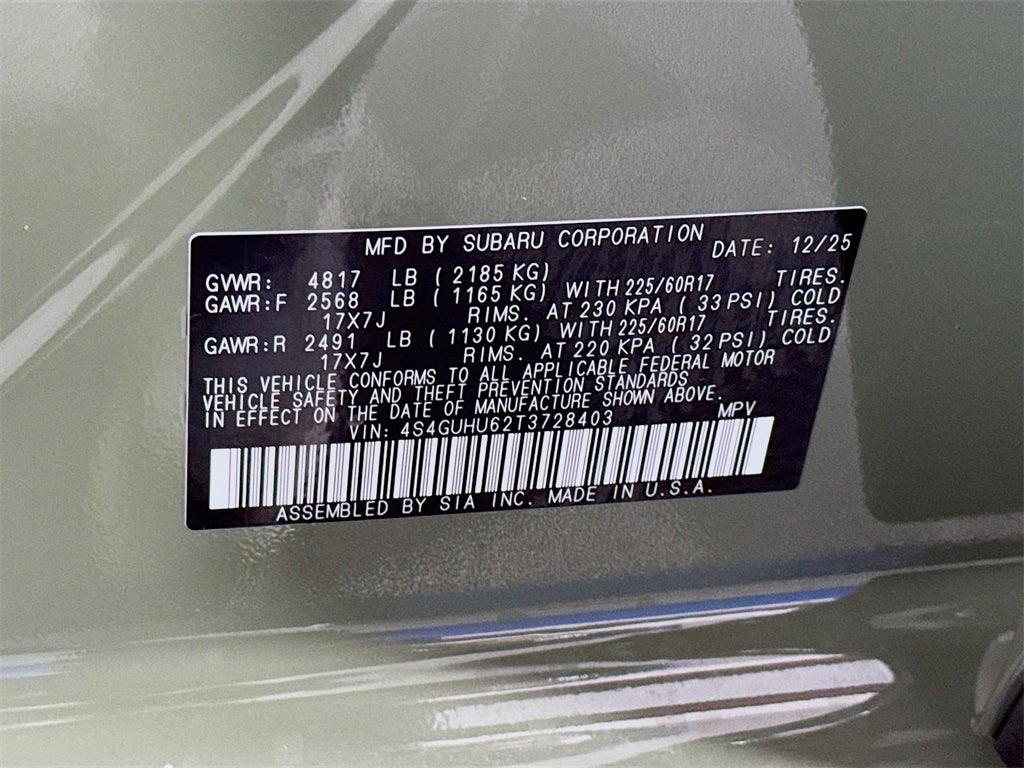 MFD BY SUBARU CORPORATION DATE: 12/25
GVWR: 4817 LB ( 2185 KG)
GAWR:F 2568 LB ( 1165 KG) WITH 225/60R17 TIRES.
17X7J RIMS. AT 230 KPA ( 33 PSI) COLD
GAWR:R 2491 LB ( 1130 KG) WITH 225/60R17 TIRES.
17X7J RIMS. AT 220 KPA ( 32 PSI) COLD
THIS VEHICLE CONFORMS TO ALL APPLICABLE FEDERAL MOTOR
VEHICLE SAFETY AND THEFT PREVENTION STANDARDS
IN EFFECT ON THE DATE OF MANUFACTURE SHOWN ABOVE.
VIN: 4S4GUHU62T3728403 MPV
ASSEMBLED BY SIA INC. MADE IN U.S.A.